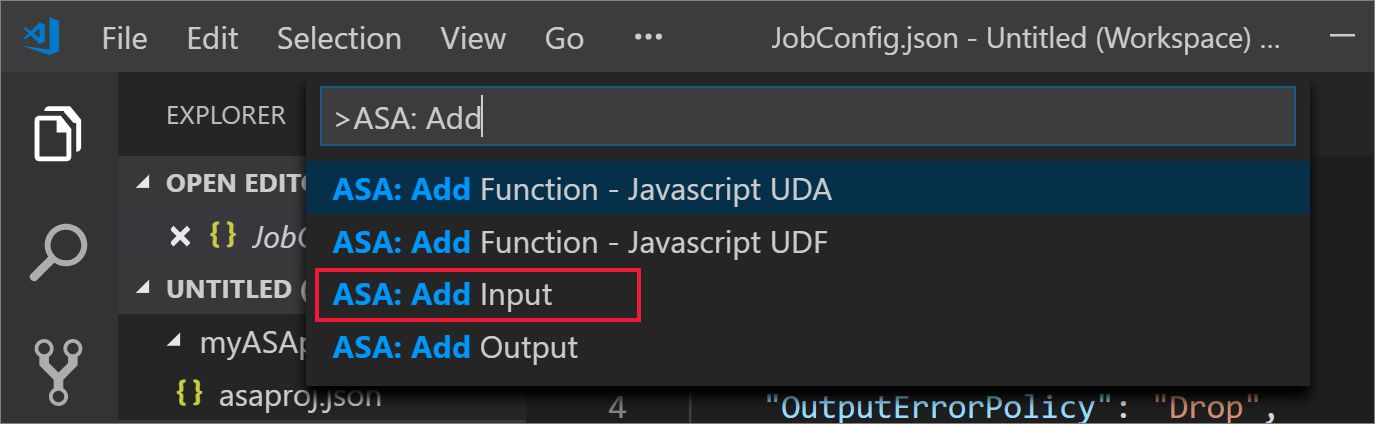 File Edit Selection View Go ••• JobConfig.json - Untitled (Workspace) ...
EXPLORER
>ASA: Add
ASA: Add Function - Javascript UDA
ASA: Add Function - Javascript UDF
ASA: Add Input
ASA: Add Output
OPEN EDITO
{} JobC
UNTITLED (
myASAp
{} asaproj.json
4 "OutputErrorPolicy": "Drop",